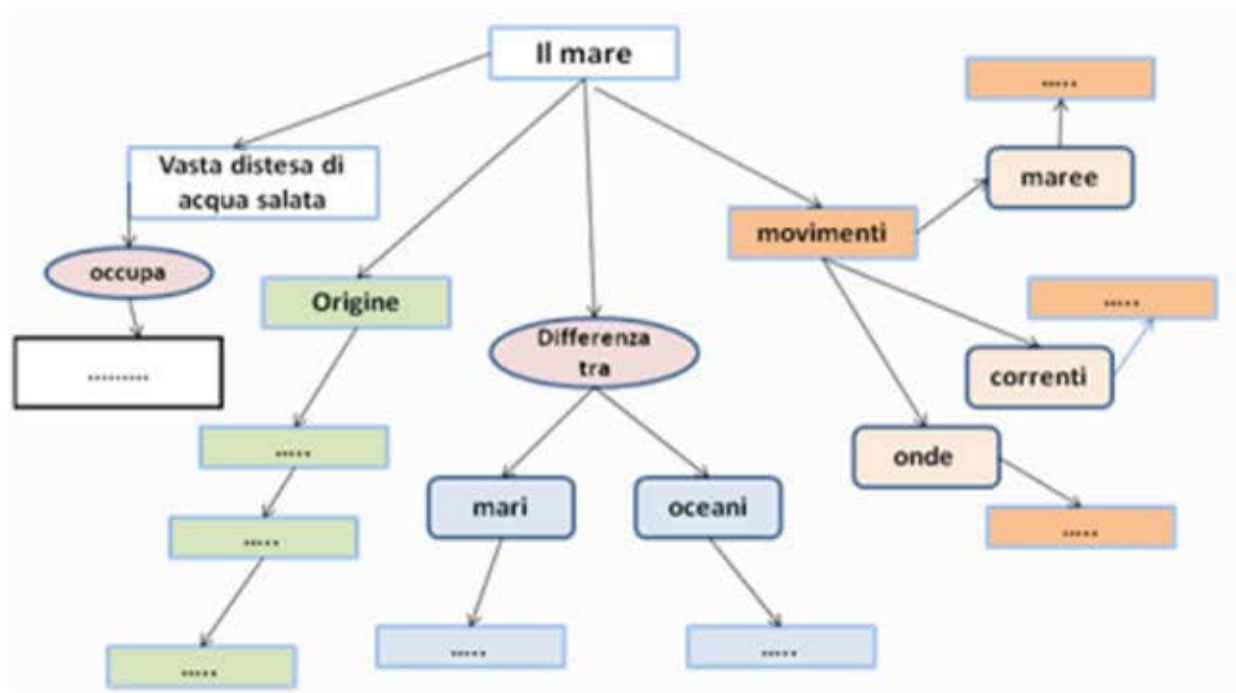 Il mare
.....
Vasta distesa di
acqua salata
maree
movimenti
occupa
Origine
.....
Differenza
tra
.........
correnti
.....
onde
mari
oceani
.....
.....
.....
.....
.....